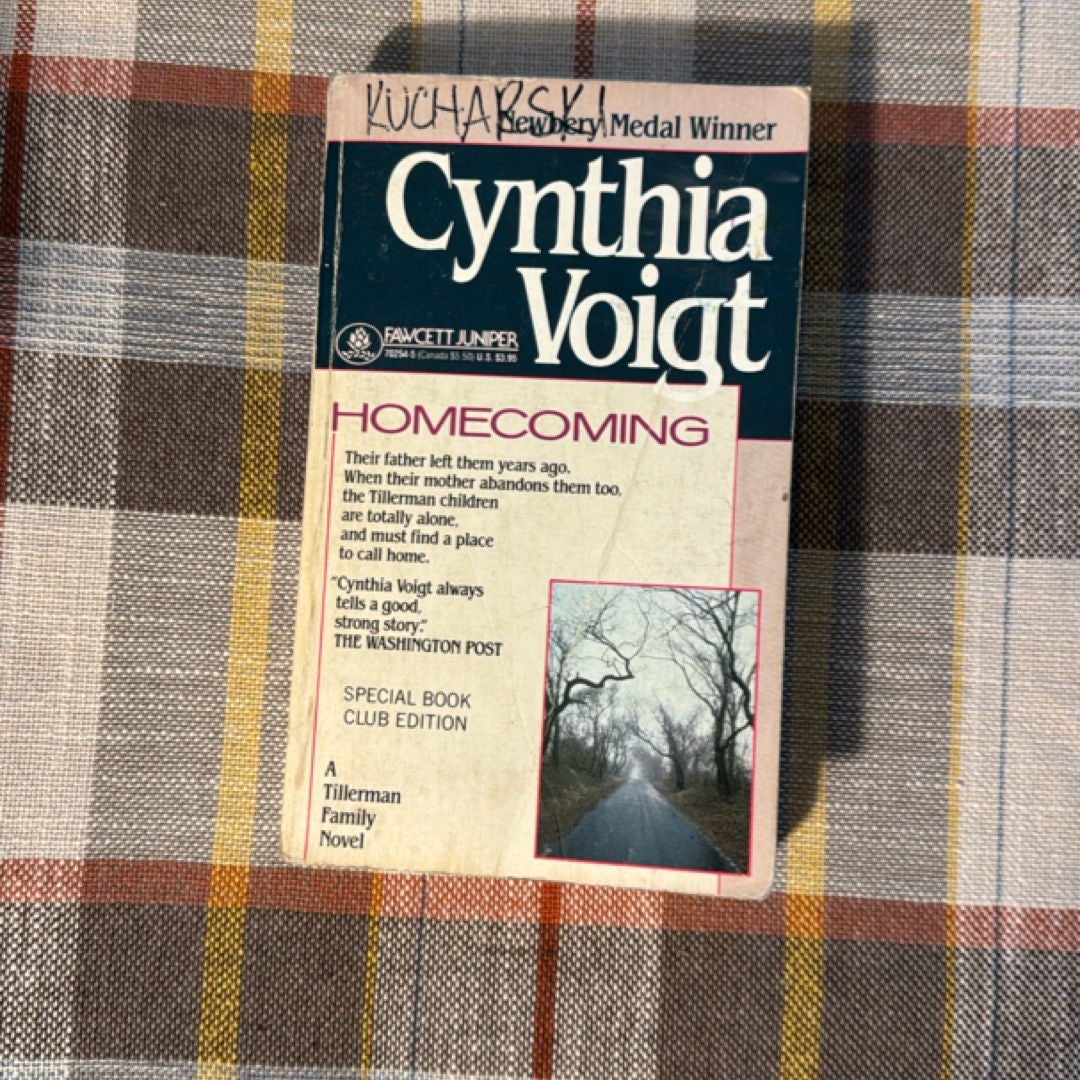 KUCHARSKI
Newbery Medal Winner
Cynthia
Voigt
FAWCETT JUNIPER
70254-5 (Canada $5.50) U.S. $3.95
HOMECOMING
Their father left them years ago.
When their mother abandons them too,
the Tillerman children
are totally alone,
and must find a place
to call home.
"Cynthia Voigt always
tells a good,
strong story."
THE WASHINGTON POST
SPECIAL BOOK
CLUB EDITION
A
Tillerman
Family
Novel